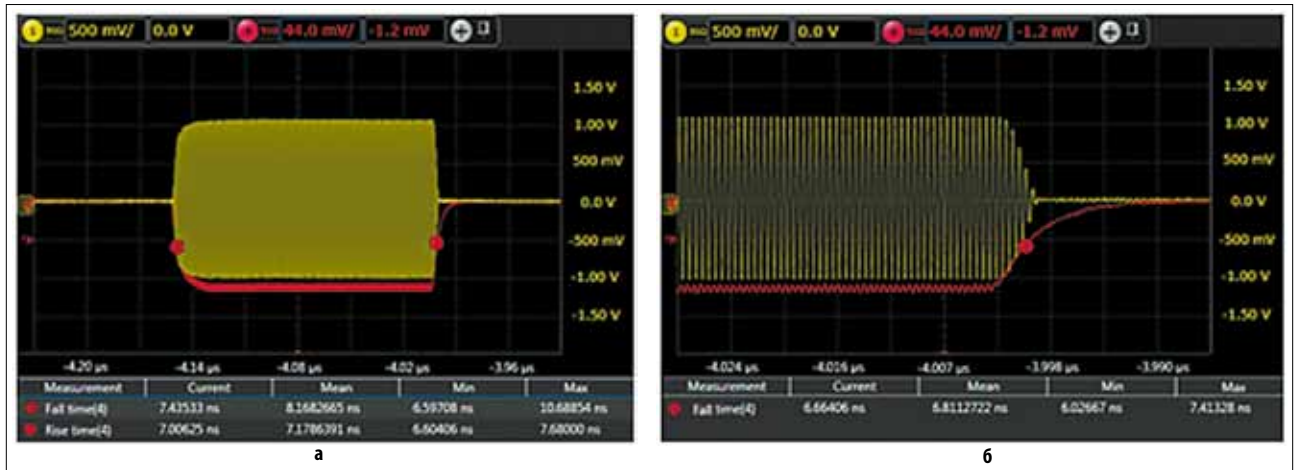 500 mV/ 0.0 V 44.0 mV/ -1.2 mV
1.50 V
1.00 V
500 mV
0.0 V
-500 mV
-1.00 V
-1.50 V
-4.20 µs -4.14 µs -4.08 µs -4.02 µs -3.96 µs
Measurement Current Mean Min Max
Fall time(4) 7.43533 ns 8.1682665 ns 6.59708 ns 10.68854 ns
Rise time(4) 7.00625 ns 7.1786391 ns 6.60406 ns 7.68000 ns
а
500 mV/ 0.0 V 44.0 mV/ -1.2 mV
1.50 V
1.00 V
500 mV
0.0 V
-500 mV
-1.00 V
-1.50 V
-4.024 µs -4.016 µs -4.007 µs -3.998 µs -3.990 µs
Measurement Current Mean Min Max
Fall time(4) 6.66406 ns 6.8112722 ns 6.02667 ns 7.41328 ns
б